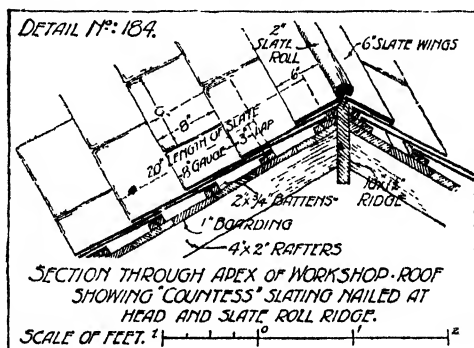 DETAIL Nº: 184.
2"
SLATE
ROLL
6" SLATE WINGS
6"
8"
20" LENGTH OF SLATE
8" GAUGE
3" LAP
2 x ¾" BATTENS
1" BOARDING
4" x 2" RAFTERS
RIDGE
SECTION THROUGH APEX OF WORKSHOP·ROOF
SHOWING "COUNTESS" SLATING NAILED AT
HEAD AND SLATE ROLL RIDGE.
SCALE OF FEET. 1 0 1 2